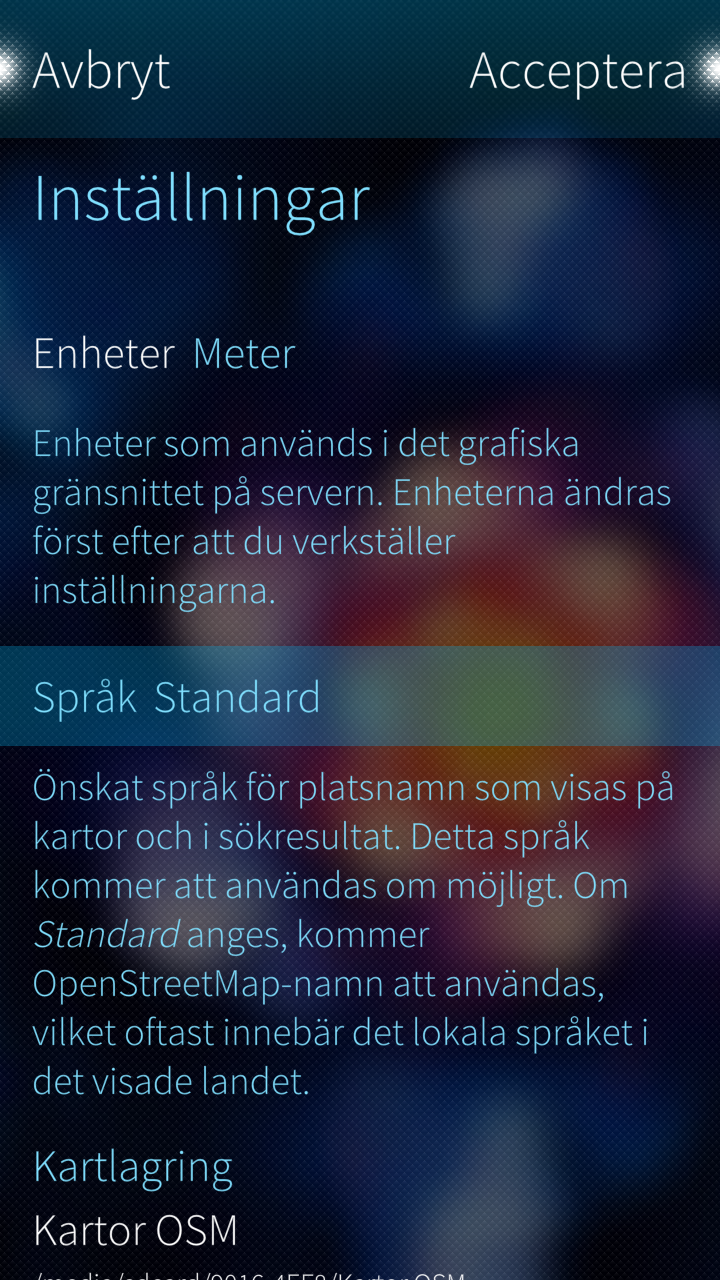 Avbryt Acceptera
Inställningar
Enheter Meter
Enheter som används i det grafiska
gränsnittet på servern. Enheterna ändras
först efter att du verkställer
inställningarna.
Språk Standard
Önskat språk för platsnamn som visas på
kartor och i sökresultat. Detta språk
kommer att användas om möjligt. Om
Standard anges, kommer
OpenStreetMap-namn att användas,
vilket oftast innebär det lokala språket i
det visade landet.
Kartlagring
Kartor OSM